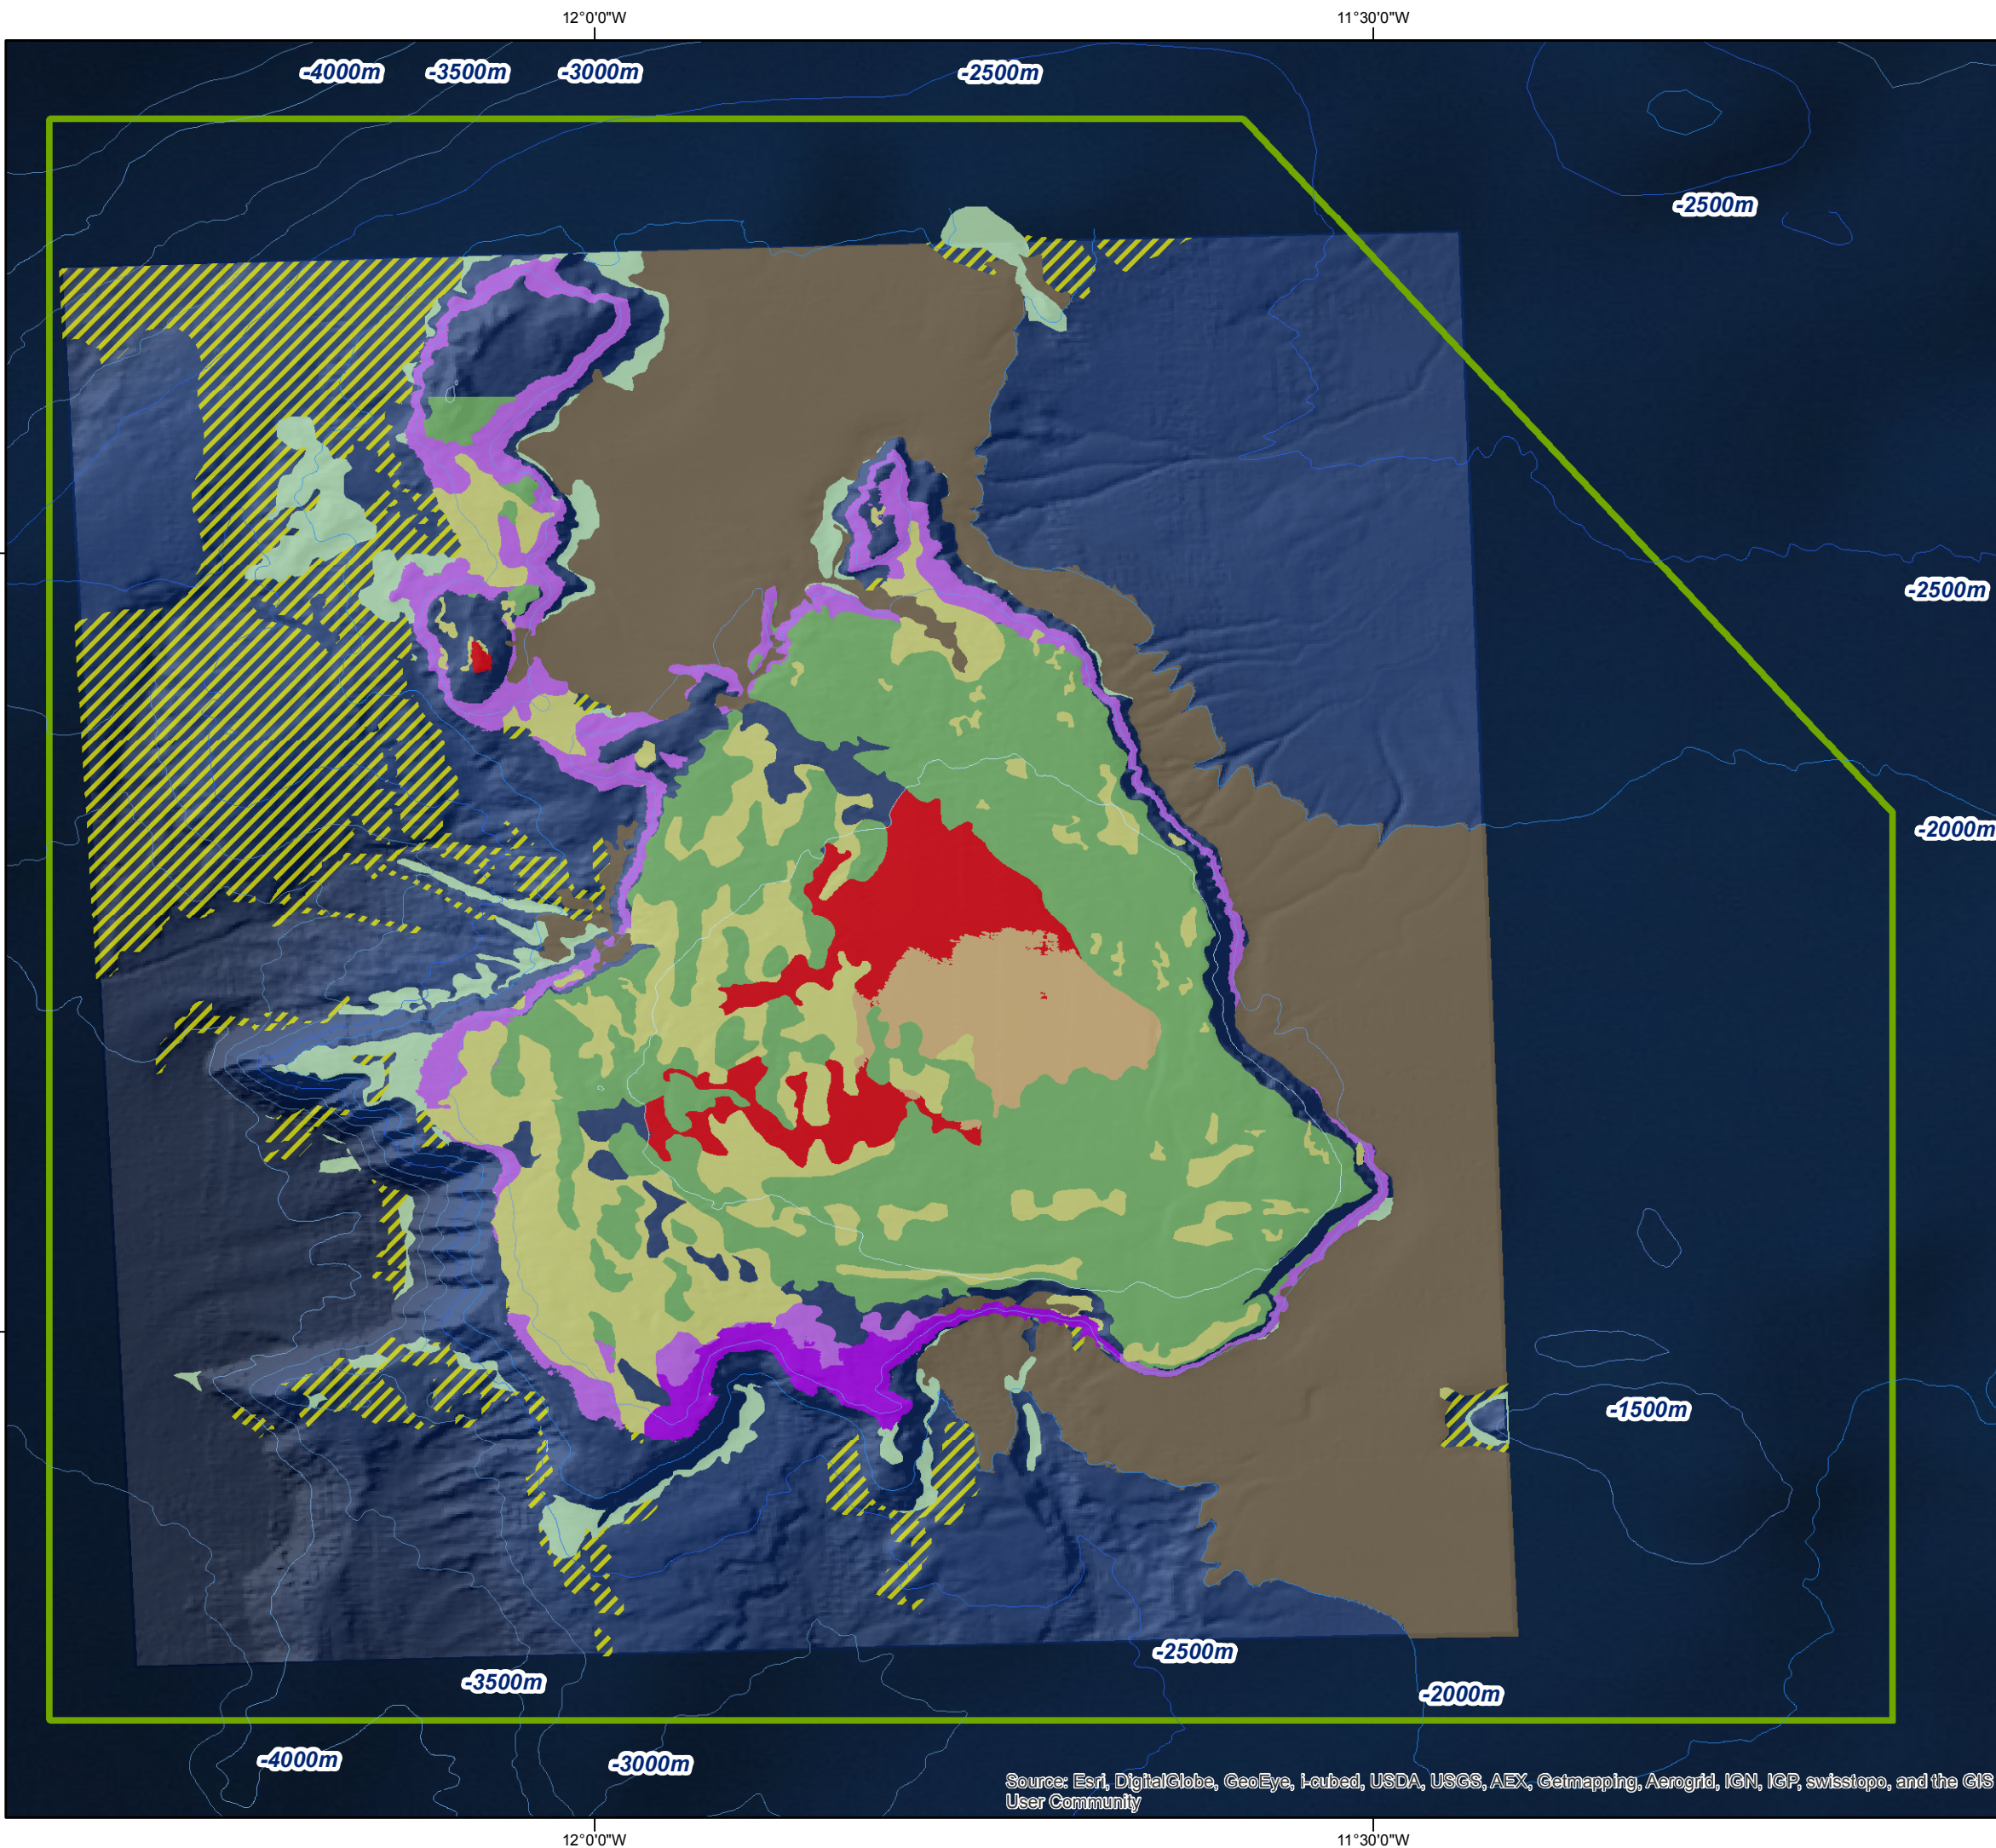 12°0'0"W 11°30'0"W
-4000m -3500m -3000m -2500m
-2500m
-2500m
-2000m
-1500m
-2500m
-3500m
-2000m
-4000m
-3000m
Source: Esri, DigitalGlobe, GeoEye, i-cubed, USDA, USGS, AEX, Getmapping, Aerogrid, IGN, IGP, swisstopo, and the GIS
User Community
12°0'0"W 11°30'0"W